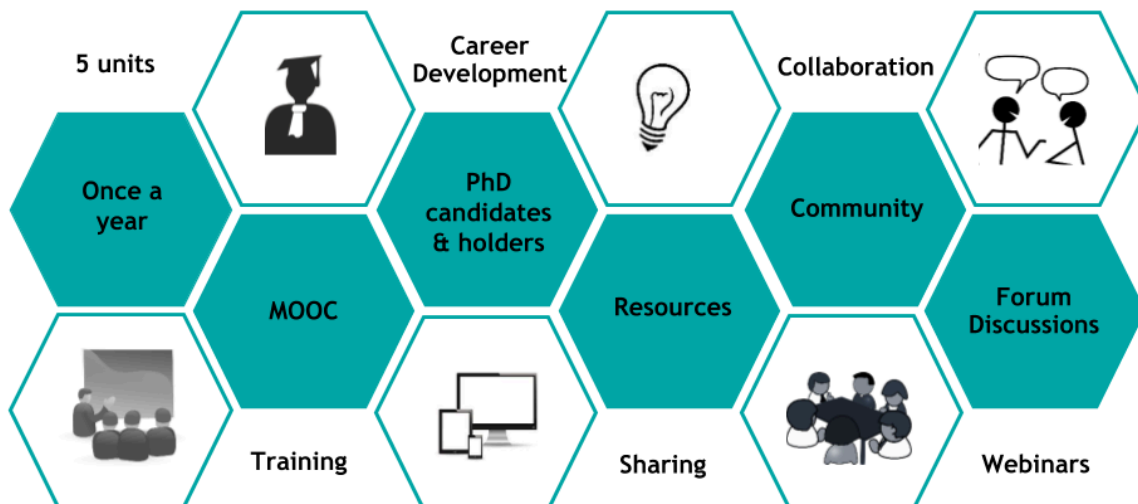 5 units
Career
Development
Collaboration
Once a
year
PhD
candidates
& holders
Community
MOOC
Resources
Forum
Discussions
Training
Sharing
Webinars